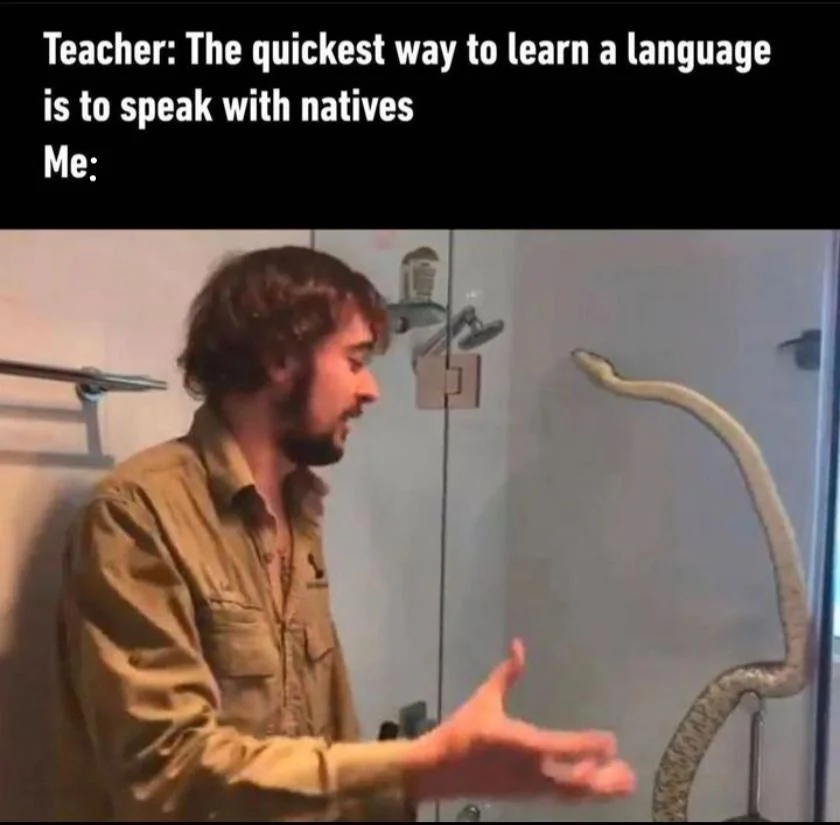 Teacher: The quickest way to learn a language
is to speak with natives
Me: